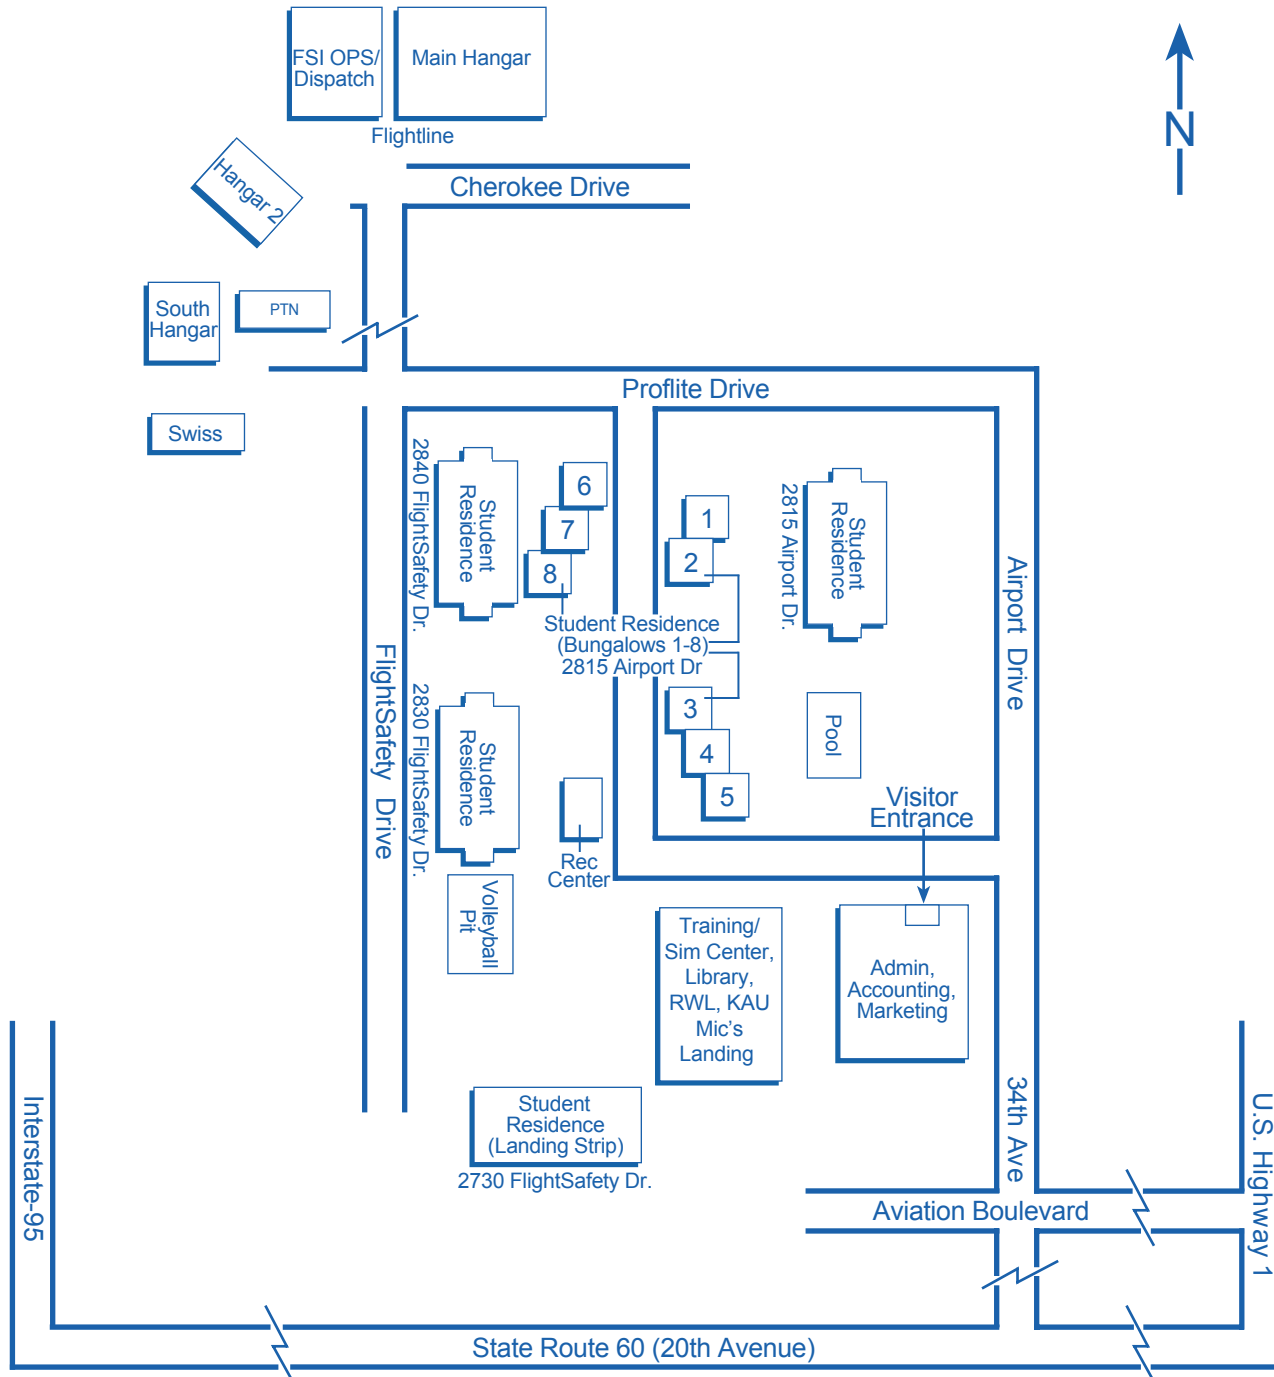 FSI OPS/
Dispatch
Main Hangar
Flightline
N
Hangar 2
Cherokee Drive
South
Hangar
PTN
Proflite Drive
Swiss
2840 FlightSafety Dr.
Student
Residence
6
7
8
1
2
2815 Airport Dr.
Student
Residence
Airport Drive
Student Residence
(Bungalows 1-8)
2815 Airport Dr
FlightSafety Drive
2830 FlightSafety Dr.
Student
Residence
3
4
5
Pool
Visitor
Entrance
Rec
Center
Volleyball
Pit
Training/
Sim Center,
Library,
RWL, KAU
Mic's
Landing
Admin,
Accounting,
Marketing
34th Ave
Interstate-95
U.S. Highway 1
Student
Residence
(Landing Strip)
2730 FlightSafety Dr.
Aviation Boulevard
State Route 60 (20th Avenue)